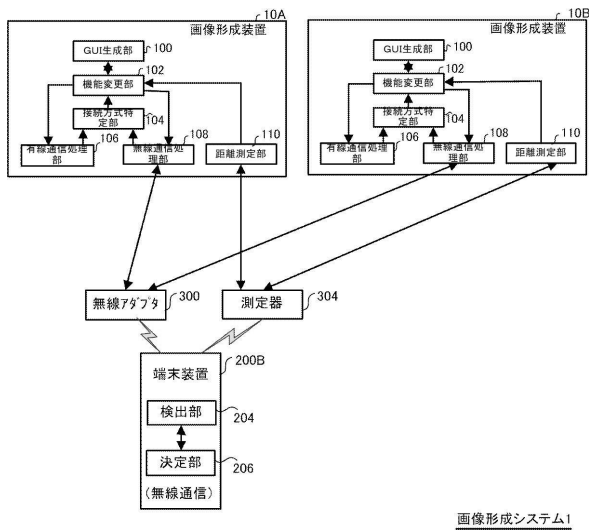 10A
画像形成装置
GUI生成部
100
102
機能変更部
接続方式特定部
104
106
108
110
有線通信処理部
無線通信処理部
距離測定部
10B
画像形成装置
GUI生成部
100
102
機能変更部
接続方式特定部
104
106
108
110
有線通信処理部
無線通信処理部
距離測定部
無線アダプタ
300
測定器
304
200B
端末装置
検出部
204
決定部
206
(無線通信)
画像形成システム1